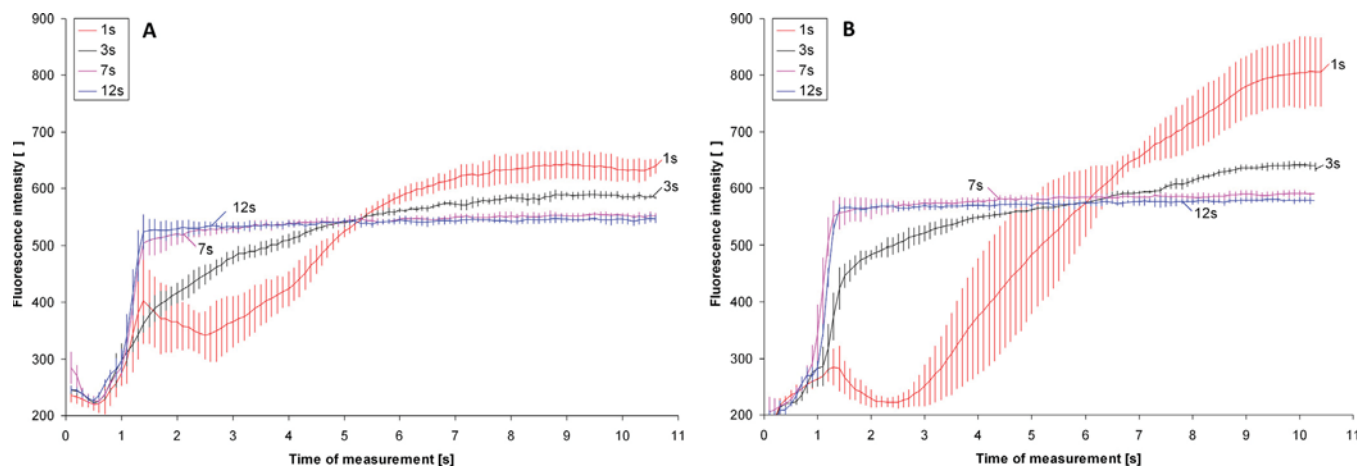 A
1s
3s
7s
12s
900
800
700
600
500
400
300
200
Fluorescence intensity [ ]
12s
7s
1s
3s
0 1 2 3 4 5 6 7 8 9 10 11
Time of measurement [s]
B
1s
3s
7s
12s
900
800
700
600
500
400
300
200
Fluorescence intensity [ ]
7s
12s
1s
3s
0 1 2 3 4 5 6 7 8 9 10 11
Time of measurement [s]